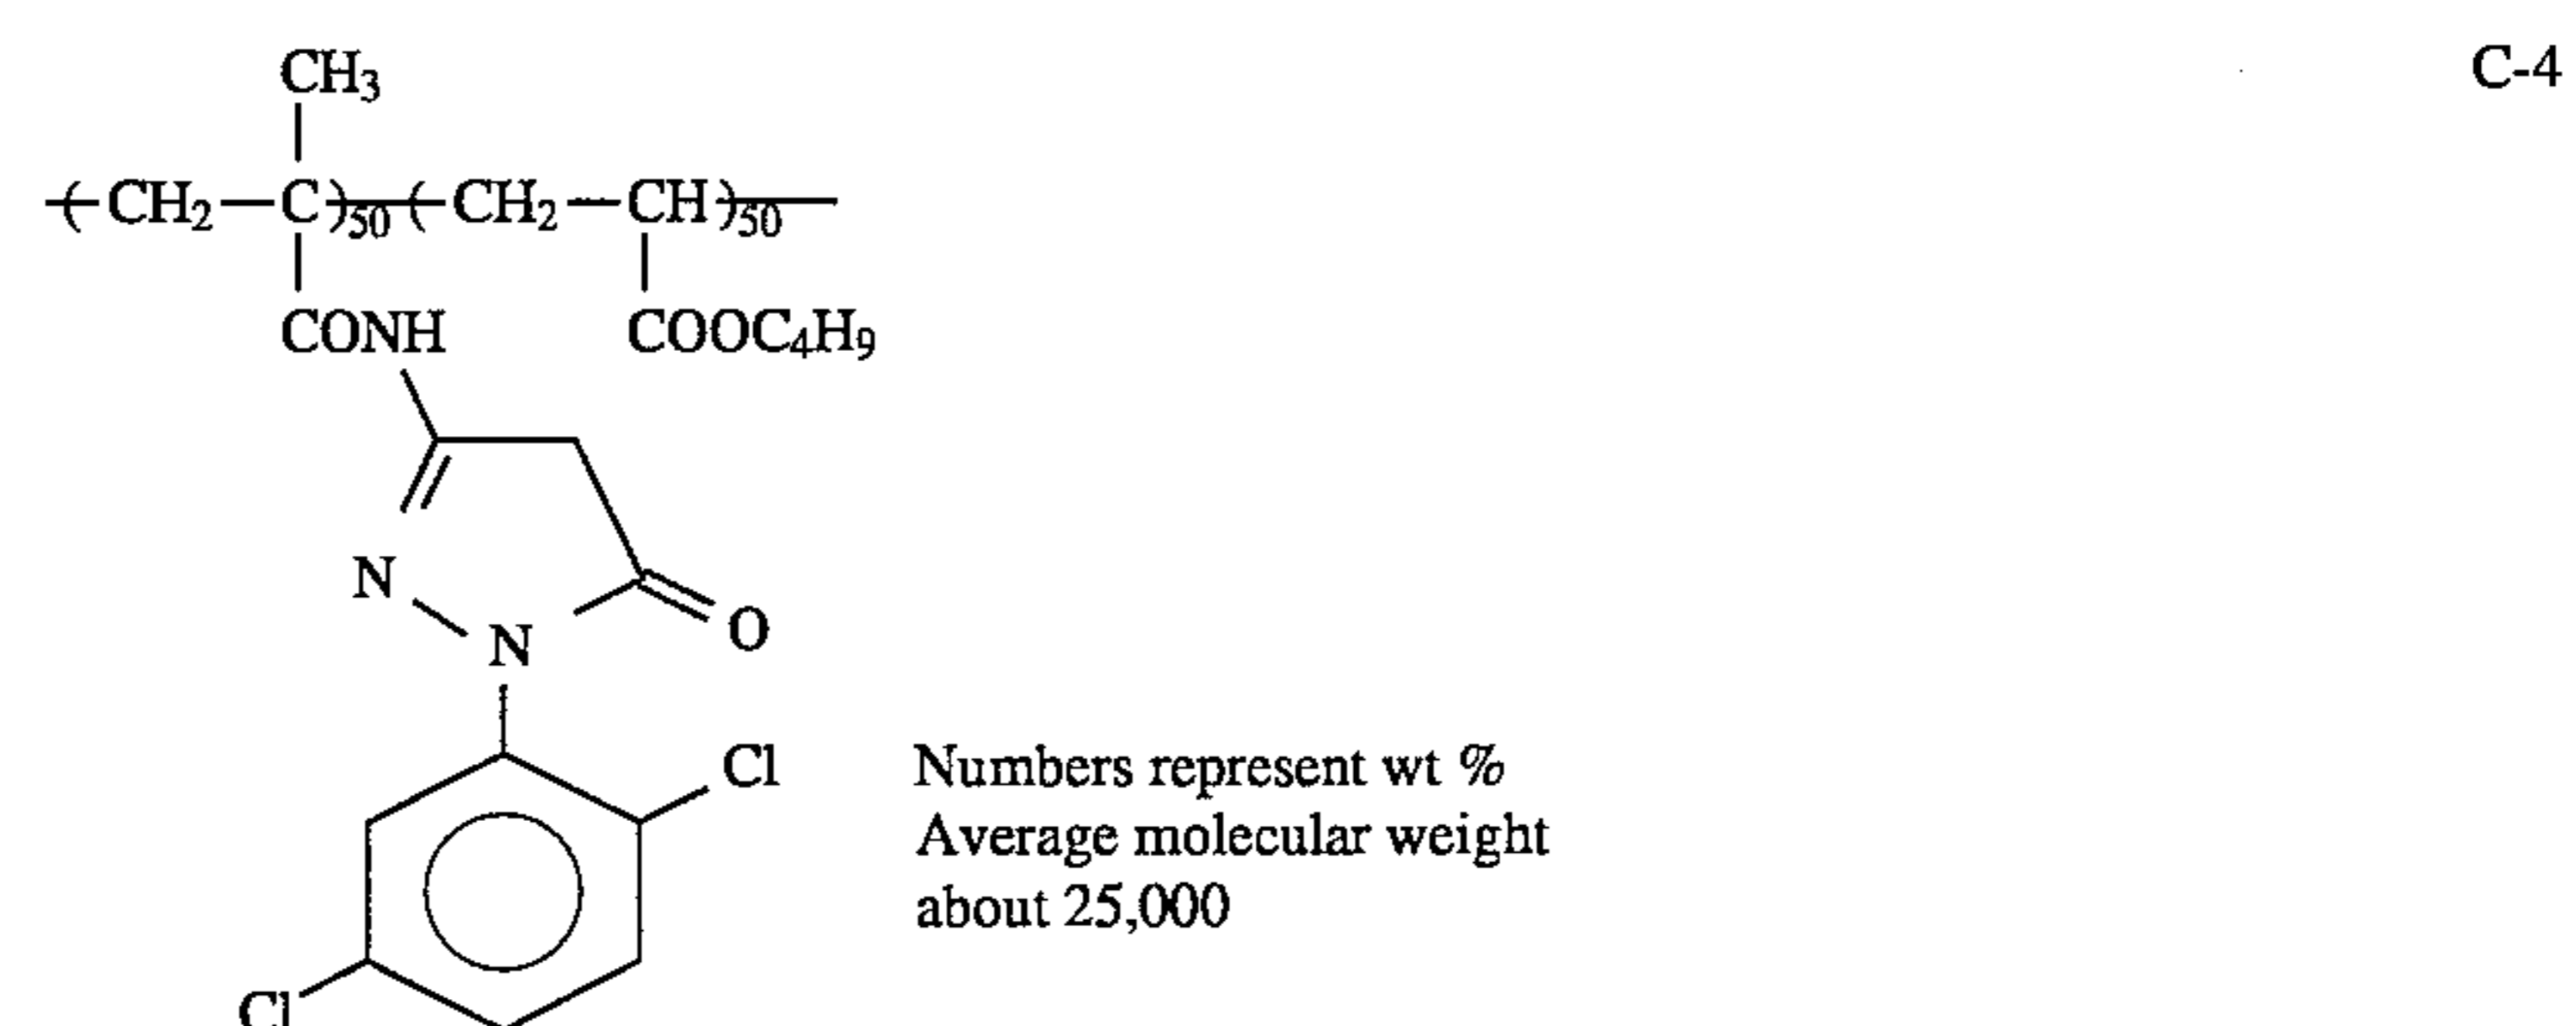 CH3
C-4
CH2 C 50 CH2 CH 50
CONH COOC4H9
N
N
O
Cl
Numbers represent wt %
Average molecular weight
about 25,000
Cl